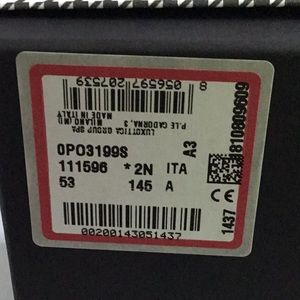 8 056597 207539
LUXOTTICA GROUP SPA
P.LE CADORNA 3
MILANO (MI)
MADE IN ITALY
0PO3199S
A3
111596 *2N ITA
53 145 A
00200143051437
1810809609
CE
1437